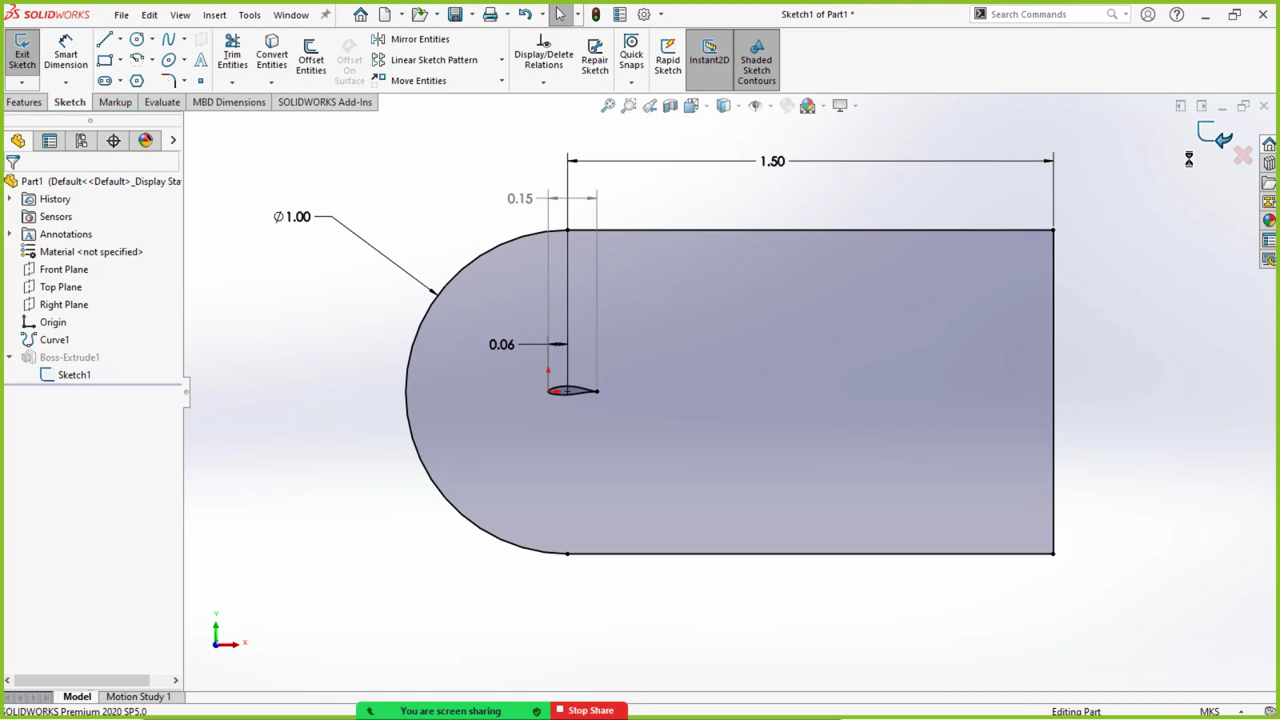 SOLIDWORKS File Edit View Insert Tools Window Sketch1 of Part1 * Search Commands
Exit Sketch
Smart Dimension
Trim Entities
Convert Entities
Offset Entities
Offset On Surface
Mirror Entities
Linear Sketch Pattern
Move Entities
Display/Delete Relations
Repair Sketch
Quick Snaps
Rapid Sketch
Instant2D
Shaded Sketch Contours
Features Sketch Markup Evaluate MBD Dimensions SOLIDWORKS Add-Ins
Part1 (Default<<Default>_Display Sta
History
Sensors
Annotations
Material <not specified>
Front Plane
Top Plane
Right Plane
Origin
Curve1
Boss-Extrude1
Sketch1
1.50
0.15
Ø1.00
0.06
Y
X
Model Motion Study 1
SOLIDWORKS Premium 2020 SP5.0
You are screen sharing Stop Share
Editing Part MKS